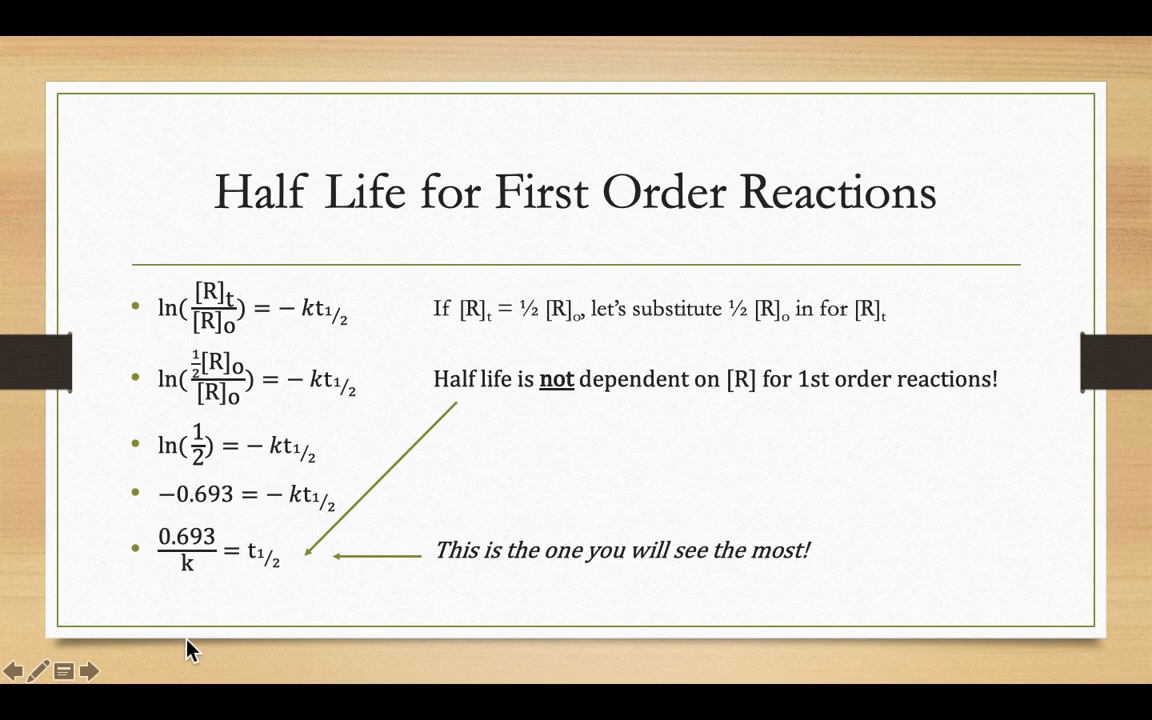 Half Life for First Order Reactions
• ln([R]ₜ/[R]ₒ) = − kt₁/₂ If [R]ₜ = ½ [R]ₒ, let’s substitute ½ [R]ₒ in for [R]ₜ
• ln(½[R]ₒ/[R]ₒ) = − kt₁/₂ Half life is not dependent on [R] for 1st order reactions!
• ln(1/2) = − kt₁/₂
• −0.693 = − kt₁/₂
• 0.693/k = t₁/₂ This is the one you will see the most!